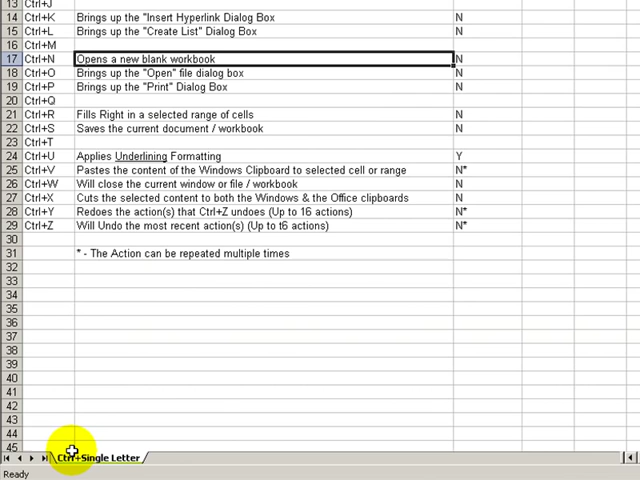 13 Ctrl+J
14 Ctrl+K Brings up the "Insert Hyperlink Dialog Box N
15 Ctrl+L Brings up the "Create List" Dialog Box N
16 Ctrl+M
17 Ctrl+N Opens a new blank workbook N
18 Ctrl+O Brings up the "Open" file dialog box N
19 Ctrl+P Brings up the "Print" Dialog Box N
20 Ctrl+Q
21 Ctrl+R Fills Right in a selected range of cells N
22 Ctrl+S Saves the current document / workbook N
23 Ctrl+T
24 Ctrl+U Applies Underlining Formatting Y
25 Ctrl+V Pastes the content of the Windows Clipboard to selected cell or range N*
26 Ctrl+W Will close the current window or file / workbook N
27 Ctrl+X Cuts the selected content to both the Windows & the Office clipboards N
28 Ctrl+Y Redoes the action(s) that Ctrl+Z undoes (Up to 16 actions) N*
29 Ctrl+Z Will Undo the most recent action(s) (Up to t6 actions) N*
30
31 * - The Action can be repeated multiple times
32
33
34
35
36
37
38
39
40
41
42
43
44
45
Ctrl+Single Letter
Ready